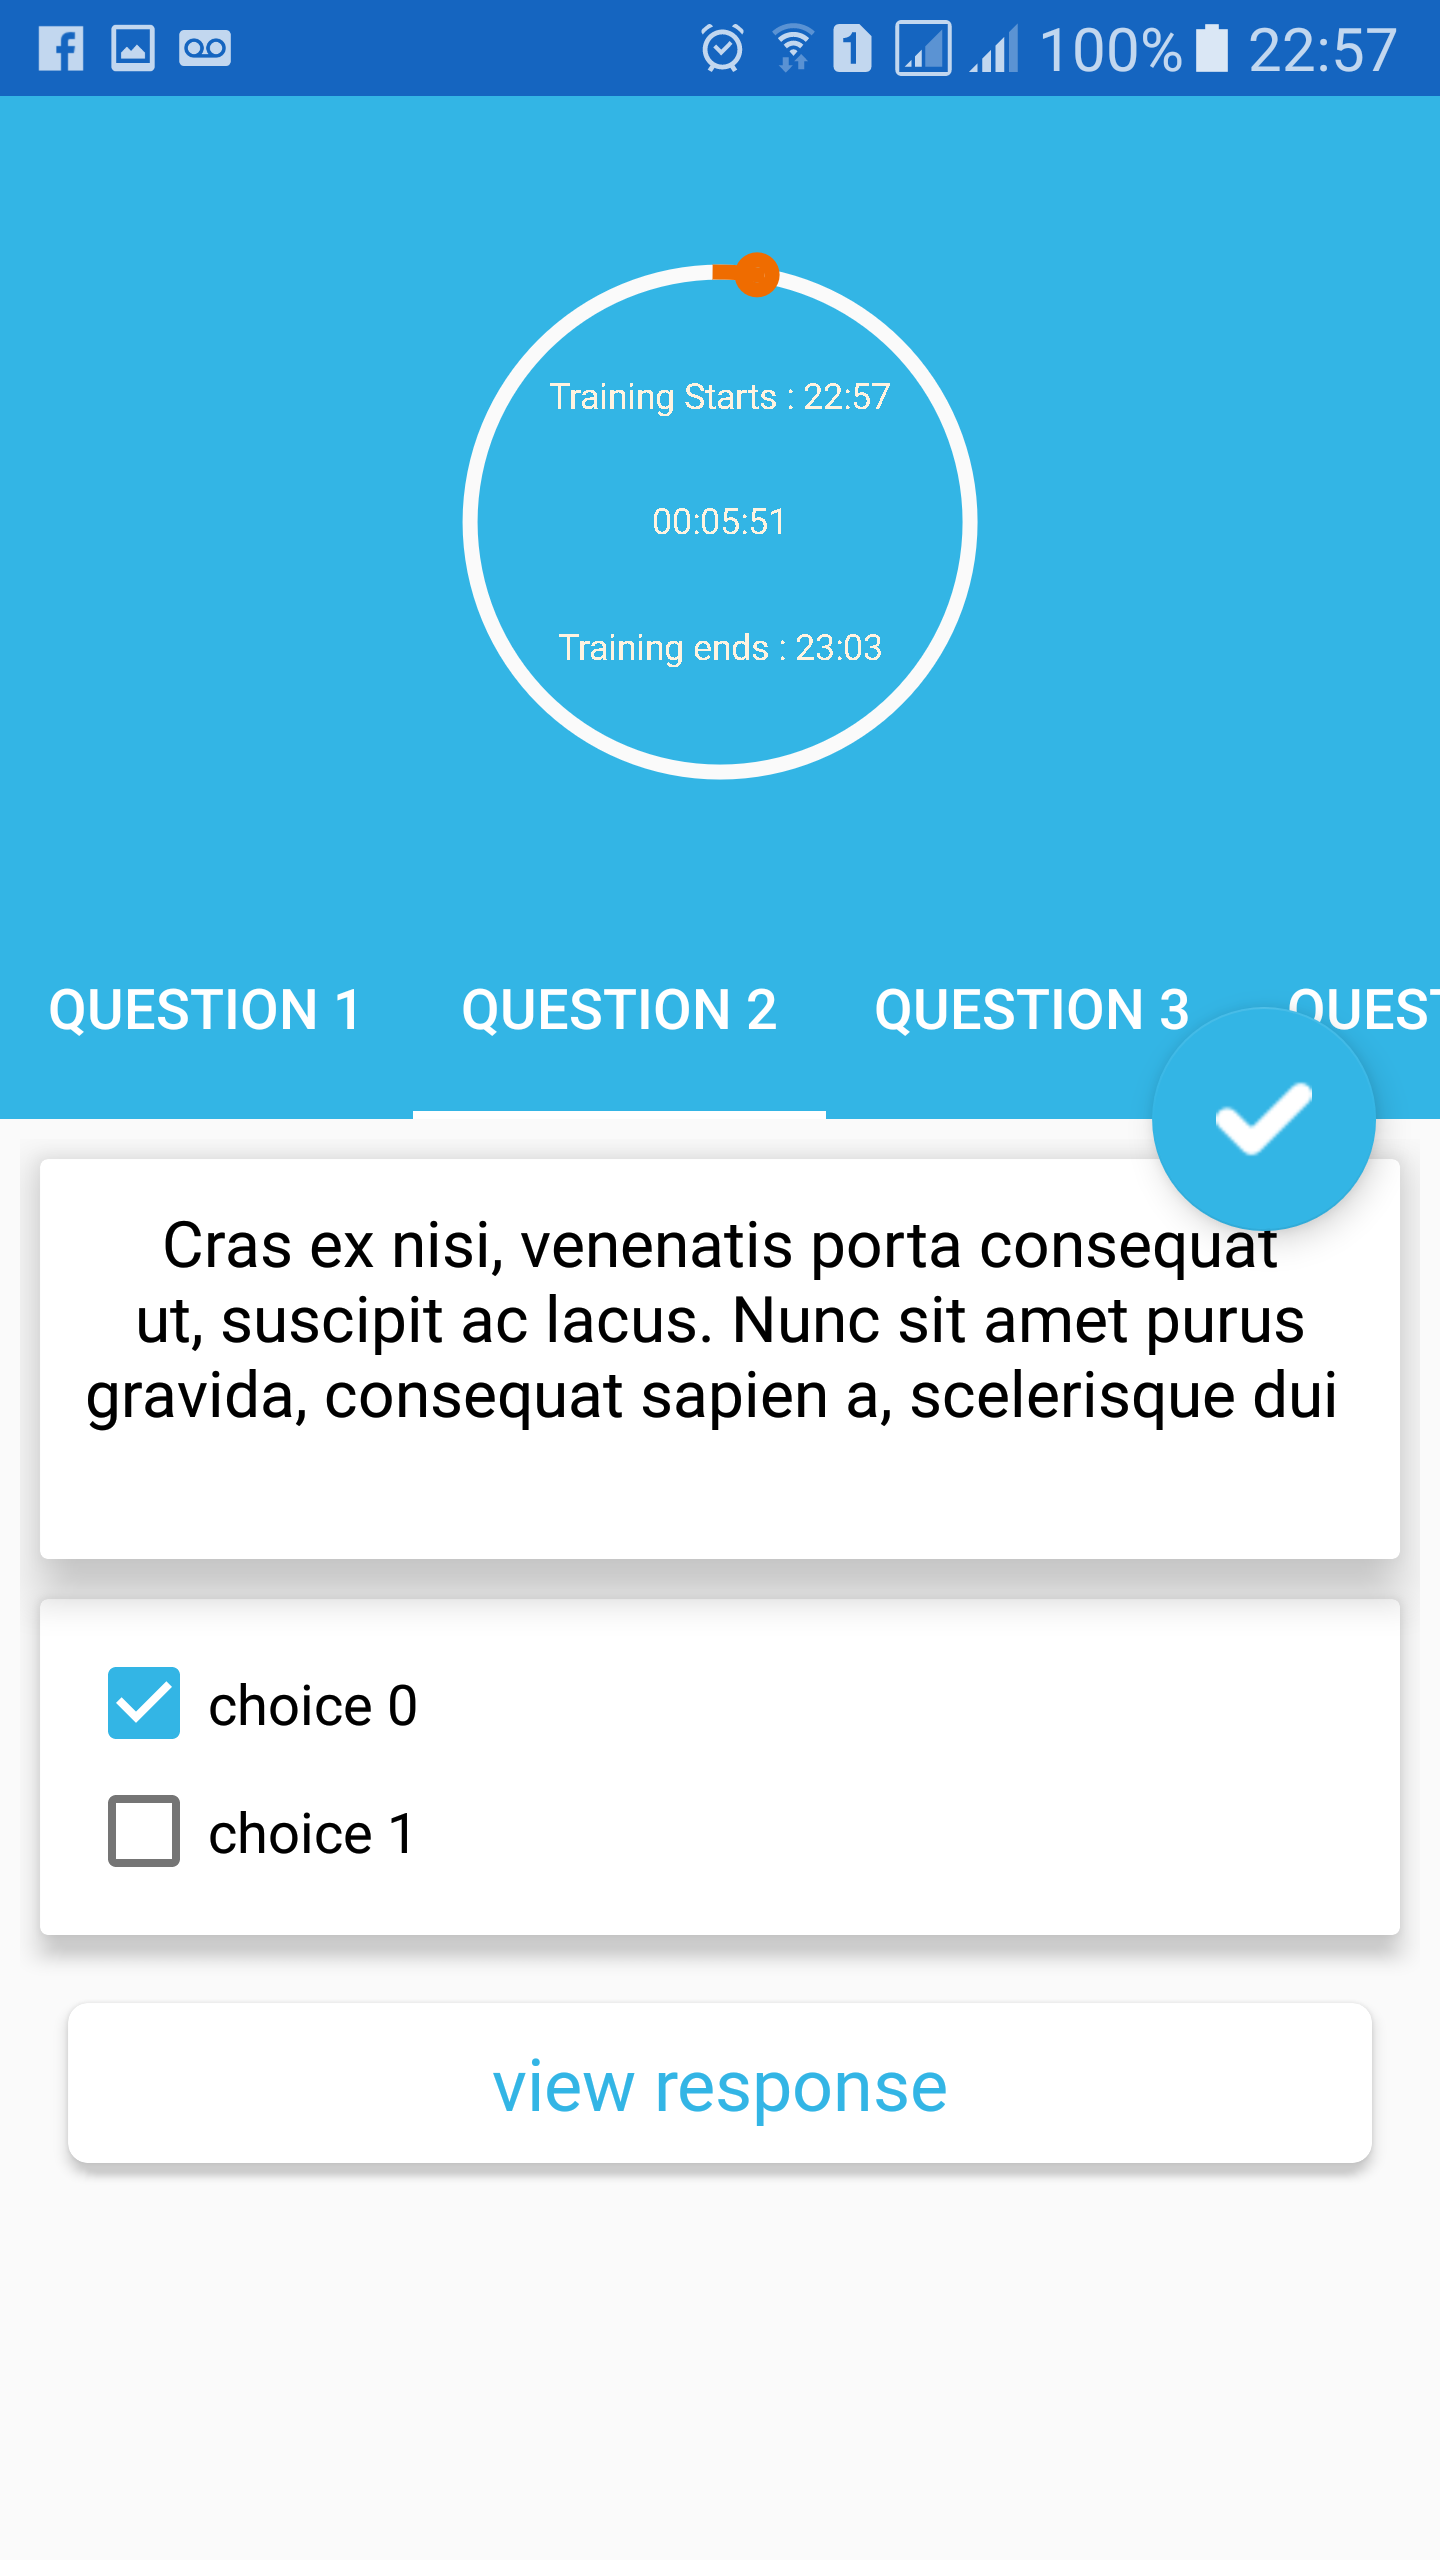 100% 22:57
Training Starts : 22:57
00:05:51
Training ends : 23:03
QUESTION 1 QUESTION 2 QUESTION 3 QUEST
Cras ex nisi, venenatis porta consequat
ut, suscipit ac lacus. Nunc sit amet purus
gravida, consequat sapien a, scelerisque dui
choice 0
choice 1
view response